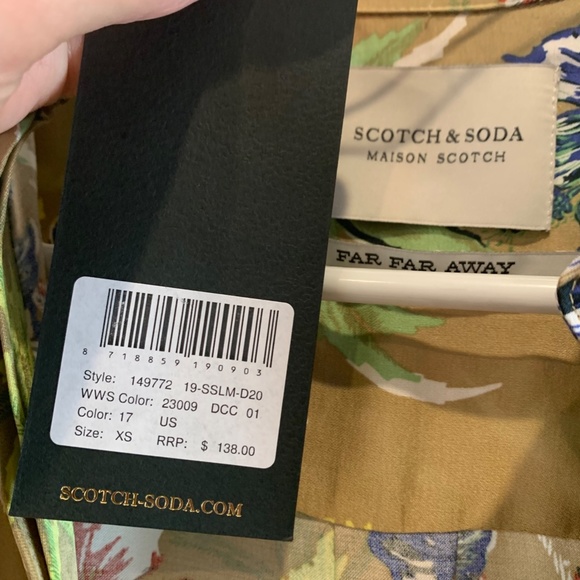 SCOTCH & SODA
MAISON SCOTCH
FAR FAR AWAY
8 718859 190903
Style: 149772 19-SSLM-D20
WWS Color: 23009 DCC 01
Color: 17 US
Size: XS RRP: $ 138.00
SCOTCH-SODA.COM